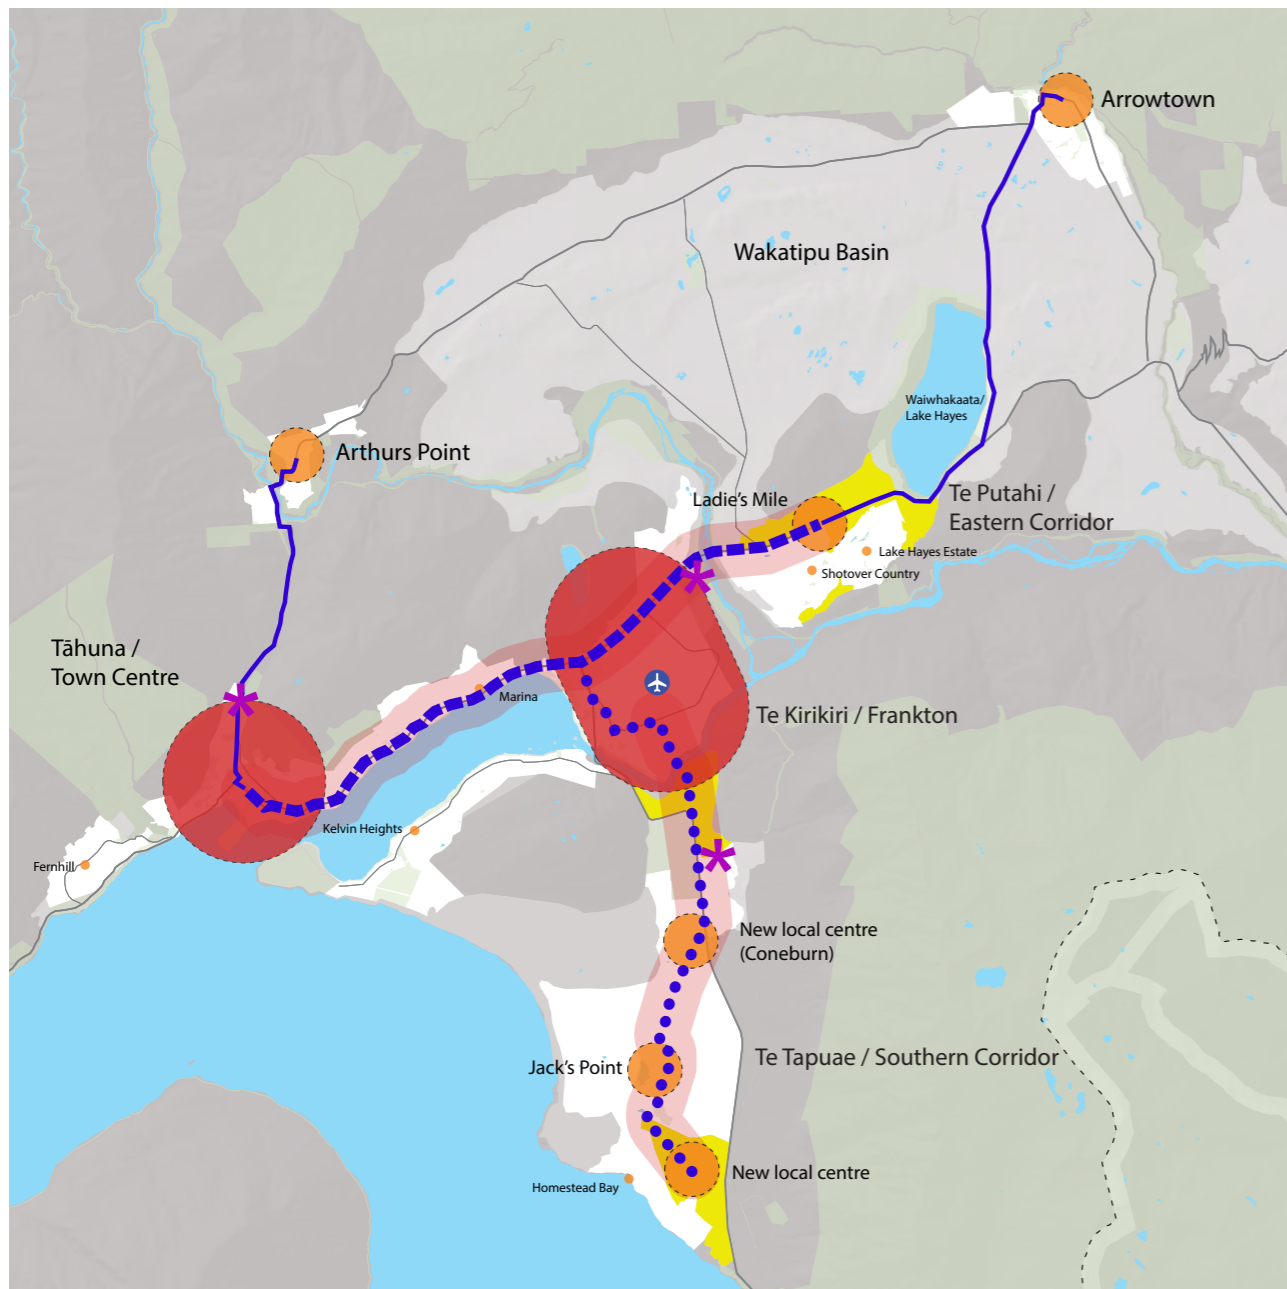 Arrowtown
Wakatipu Basin
Waiwhakaata/
Lake Hayes
Arthurs Point
Ladie's Mile
Te Putahi /
Eastern Corridor
Lake Hayes Estate
Shotover Country
Tāhuna /
Town Centre
Marina
Te Kirikiri / Frankton
Kelvin Heights
Fernhill
New local centre
(Coneburn)
Te Tapuae / Southern Corridor
Jack's Point
New local centre
Homestead Bay